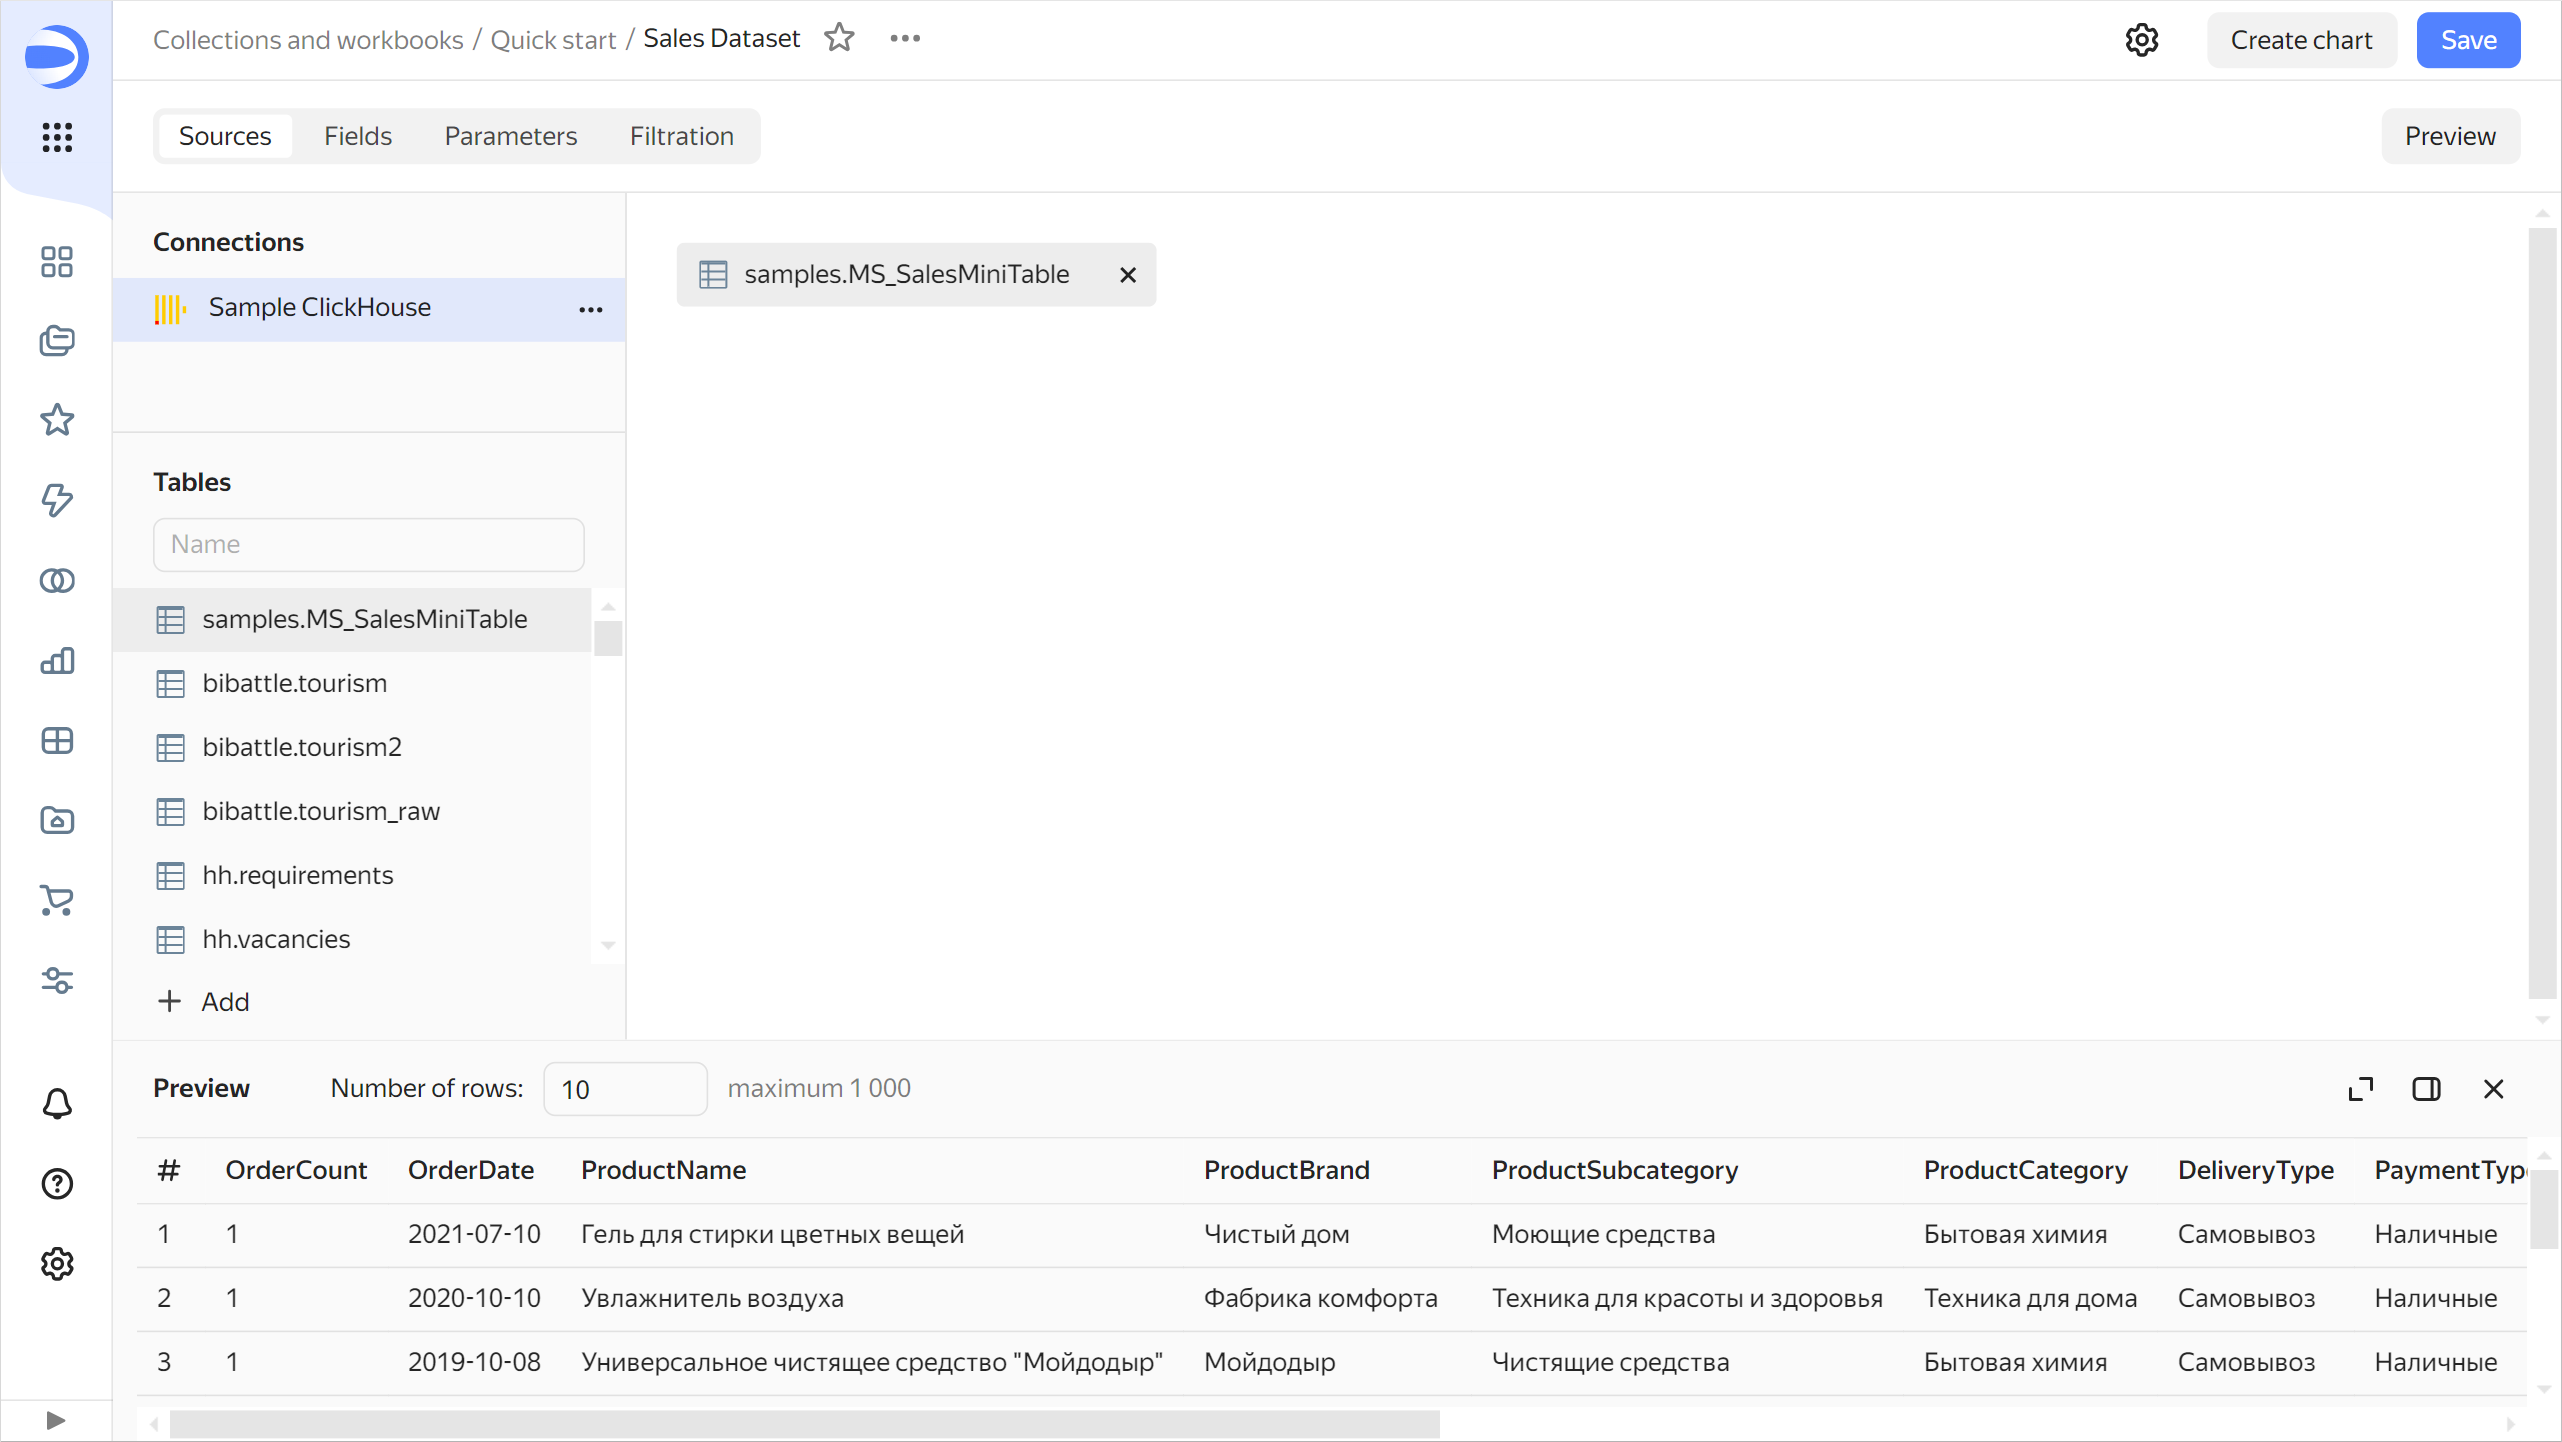 Collections and workbooks / Quick start / Sales Dataset
Create chart
Save
Sources Fields Parameters Filtration
Preview
Connections
Sample ClickHouse
samples.MS_SalesMiniTable
Tables
Name
samples.MS_SalesMiniTable
bibattle.tourism
bibattle.tourism2
bibattle.tourism_raw
hh.requirements
hh.vacancies
+ Add
Preview Number of rows: 10 maximum 1 000
# OrderCount OrderDate ProductName ProductBrand ProductSubcategory ProductCategory DeliveryType PaymentType
1 1 2021-07-10 Гель для стирки цветных вещей Чистый дом Моющие средства Бытовая химия Самовывоз Наличные
2 1 2020-10-10 Увлажнитель воздуха Фабрика комфорта Техника для красоты и здоровья Техника для дома Самовывоз Наличные
3 1 2019-10-08 Универсальное чистящее средство "Мойдодыр" Мойдодыр Чистящие средства Бытовая химия Самовывоз Наличные